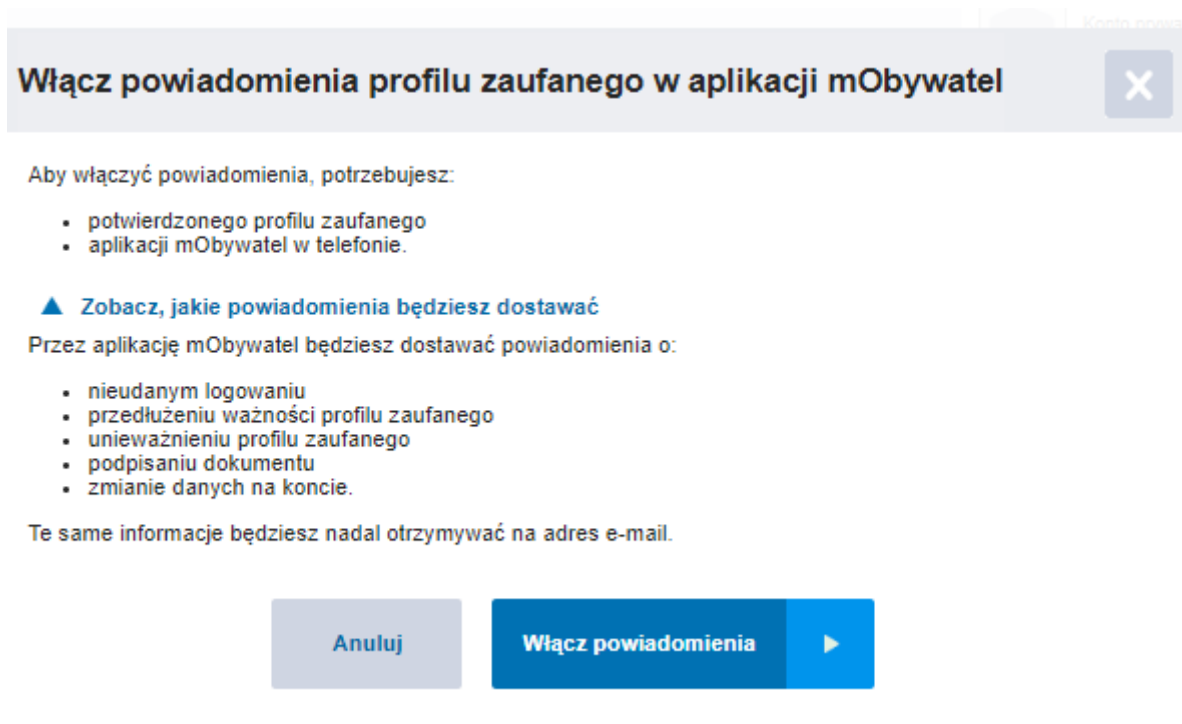 Konto
Włącz powiadomienia profilu zaufanego w aplikacji mObywatel
Aby włączyć powiadomienia, potrzebujesz:
potwierdzonego profilu zaufanego
aplikacji mObywatel w telefonie.
Zobacz, jakie powiadomienia będziesz dostawać
Przez aplikację mObywatel będziesz dostawać powiadomienia o:
nieudanym logowaniu
przedłużeniu ważności profilu zaufanego
unieważnieniu profilu zaufanego
podpisaniu dokumentu
zmianie danych na koncie.
Te same informacje będziesz nadal otrzymywać na adres e-mail.
Anuluj
Włącz powiadomienia